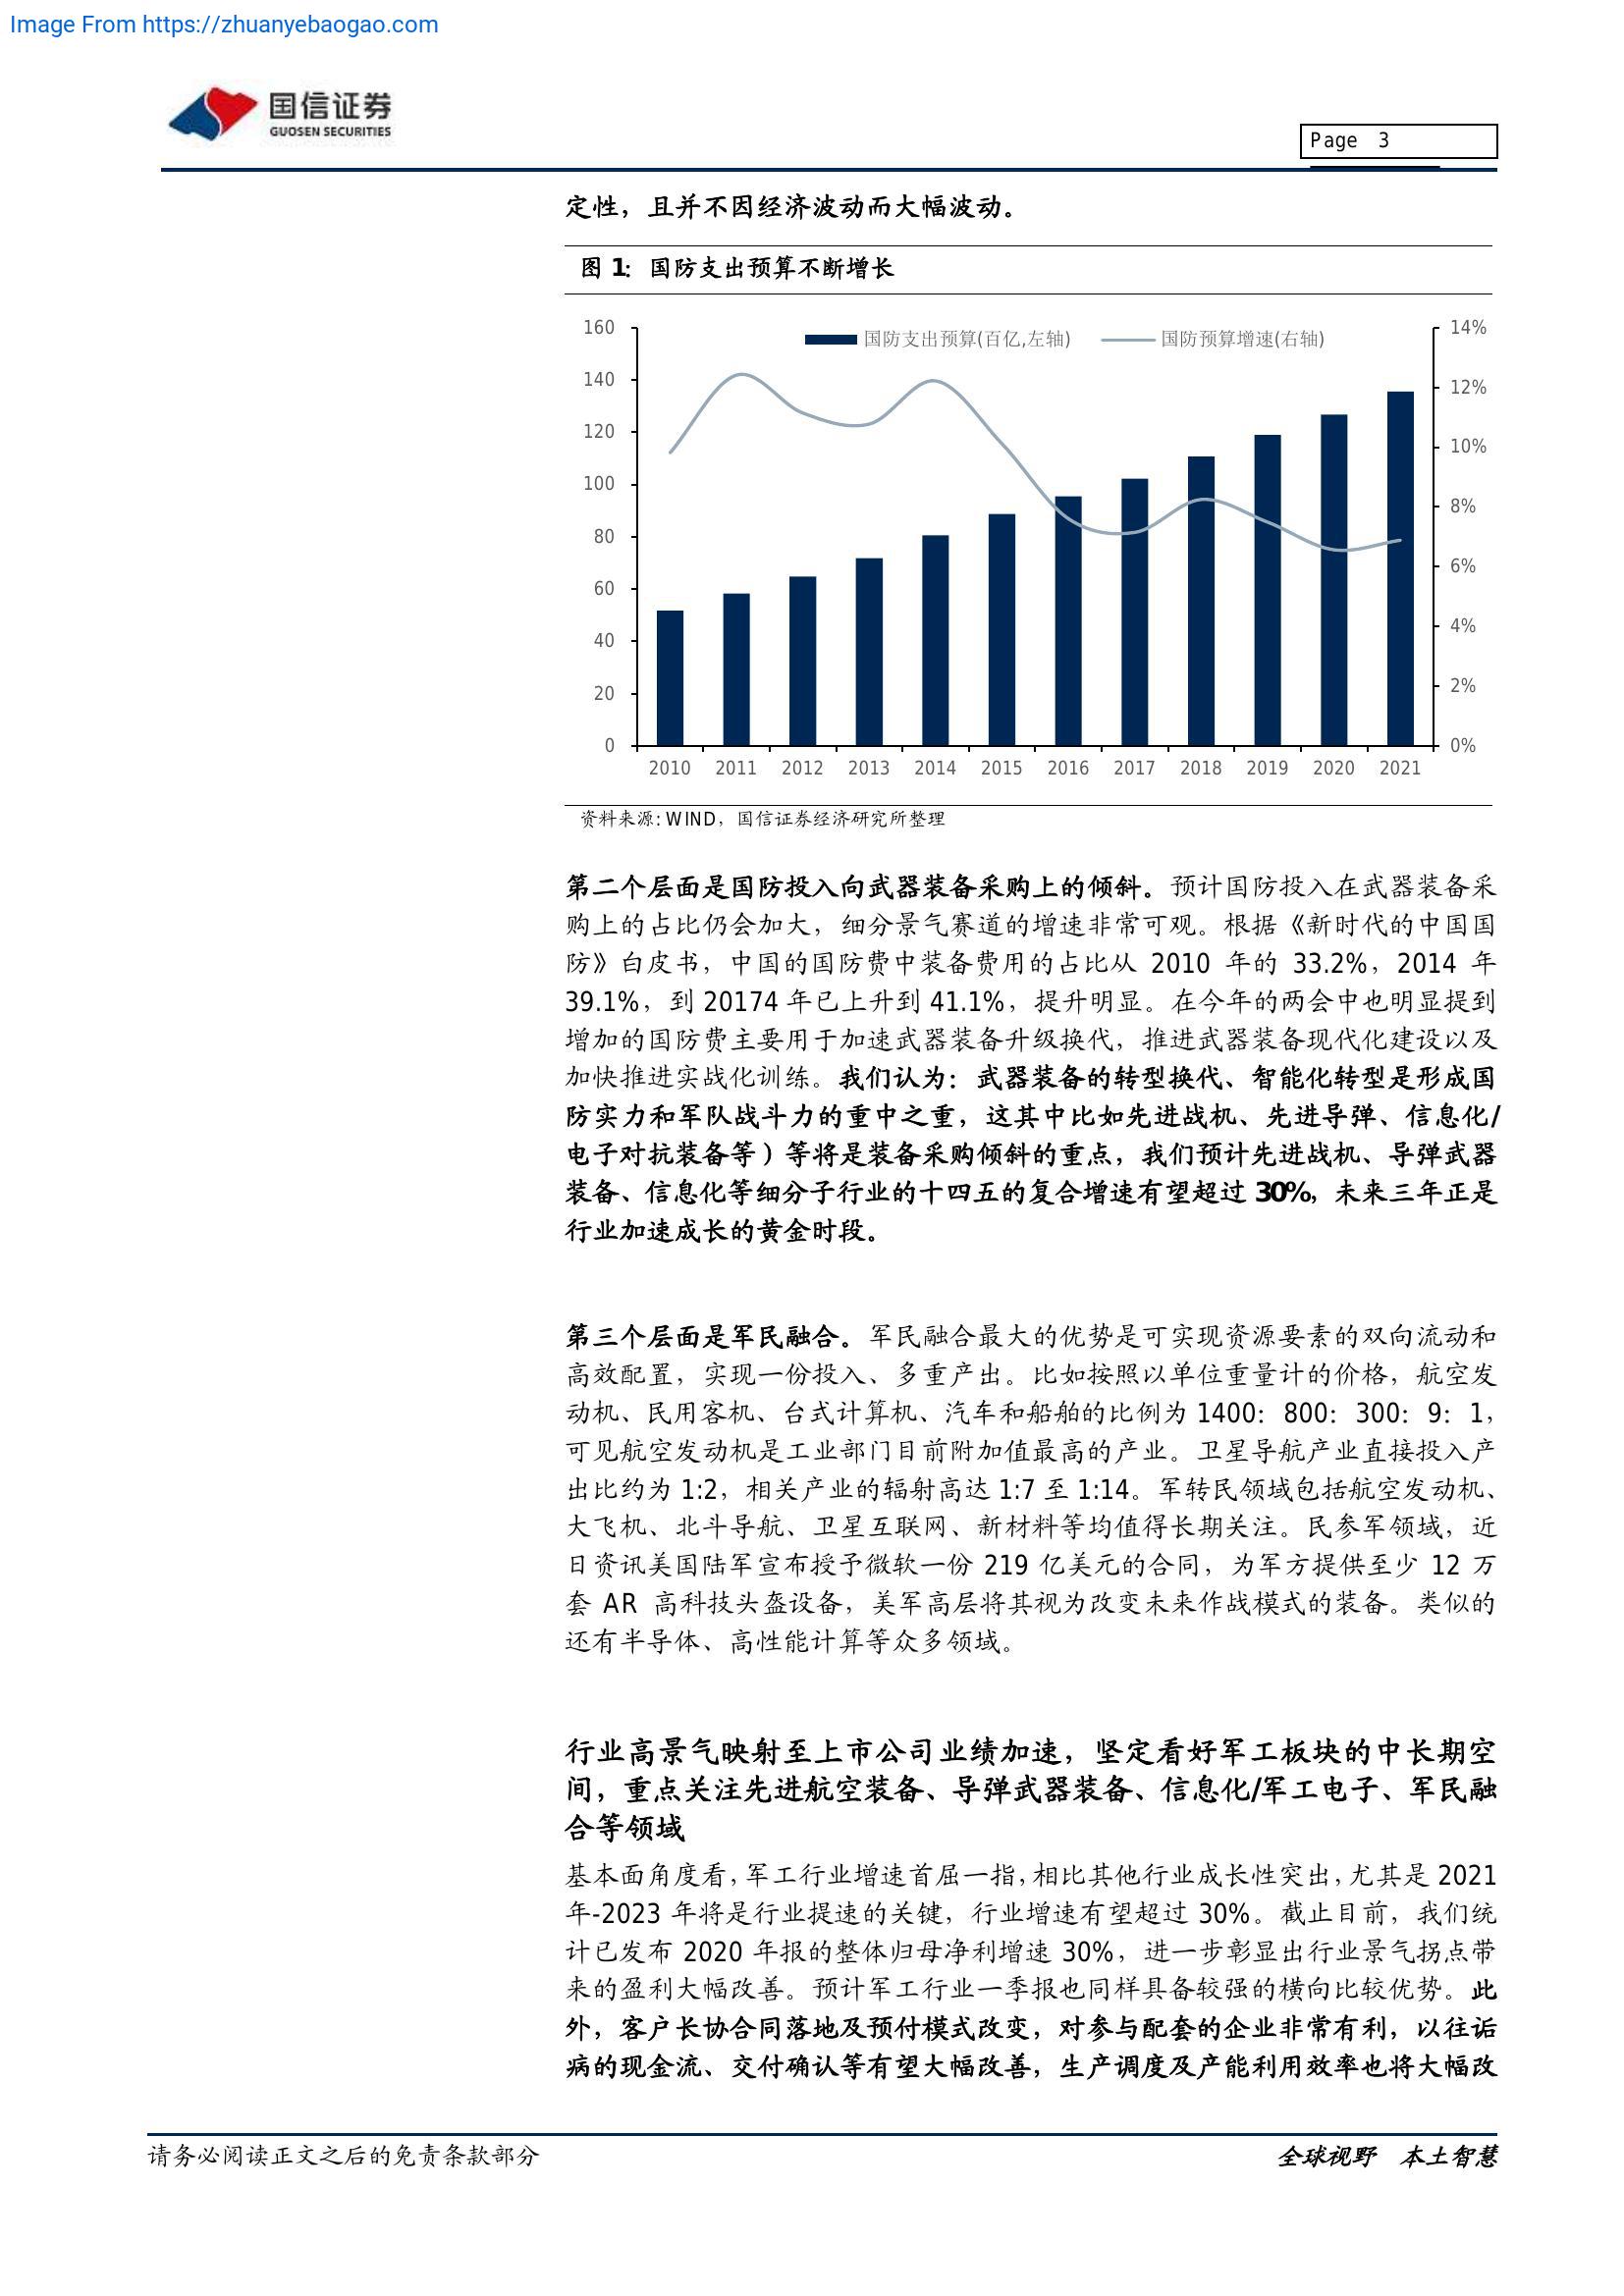 Image From https://zhuanyebaogao.com
国信证券
GUOSEN SECURITIES
Page 3
定性，且并不因经济波动而大幅波动。
图 1：国防支出预算不断增长
国防支出预算(百亿,左轴) 国防预算增速(右轴)
160 14%
140 12%
120 10%
100 8%
80 6%
60 4%
40 2%
20 0%
0
2010 2011 2012 2013 2014 2015 2016 2017 2018 2019 2020 2021
资料来源: WIND，国信证券经济研究所整理
第二个层面是国防投入向武器装备采购上的倾斜。预计国防投入在武器装备采
购上的占比仍会加大，细分景气赛道的增速非常可观。根据《新时代的中国国
防》白皮书，中国的国防费中装备费用的占比从 2010 年的 33.2%，2014 年
39.1%，到 20174 年已上升到 41.1%，提升明显。在今年的两会中也明显提到
增加的国防费主要用于加速武器装备升级换代，推进武器装备现代化建设以及
加快推进实战化训练。我们认为：武器装备的转型换代、智能化转型是形成国
防实力和军队战斗力的重中之重，这其中比如先进战机、先进导弹、信息化/
电子对抗装备等）等将是装备采购倾斜的重点，我们预计先进战机、导弹武器
装备、信息化等细分子行业的十四五的复合增速有望超过 30%，未来三年正是
行业加速成长的黄金时段。
第三个层面是军民融合。军民融合最大的优势是可实现资源要素的双向流动和
高效配置，实现一份投入、多重产出。比如按照以单位重量计的价格，航空发
动机、民用客机、台式计算机、汽车和船舶的比例为 1400：800：300：9：1，
可见航空发动机是工业部门目前附加值最高的产业。卫星导航产业直接投入产
出比约为 1:2，相关产业的辐射高达 1:7 至 1:14。军转民领域包括航空发动机、
大飞机、北斗导航、卫星互联网、新材料等均值得长期关注。民参军领域，近
日资讯美国陆军宣布授予微软一份 219 亿美元的合同，为军方提供至少 12 万
套 AR 高科技头盔设备，美军高层将其视为改变未来作战模式的装备。类似的
还有半导体、高性能计算等众多领域。
行业高景气映射至上市公司业绩加速，坚定看好军工板块的中长期空
间，重点关注先进航空装备、导弹武器装备、信息化/军工电子、军民融
合等领域
基本面角度看，军工行业增速首屈一指，相比其他行业成长性突出，尤其是 2021
年-2023 年将是行业提速的关键，行业增速有望超过 30%。截止目前，我们统
计已发布 2020 年报的整体归母净利增速 30%，进一步彰显出行业景气拐点带
来的盈利大幅改善。预计军工行业一季报也同样具备较强的横向比较优势。此
外，客户长协合同落地及预付模式改变，对参与配套的企业非常有利，以往诟
病的现金流、交付确认等有望大幅改善，生产调度及产能利用效率也将大幅改
请务必阅读正文之后的免责条款部分 全球视野 本土智慧